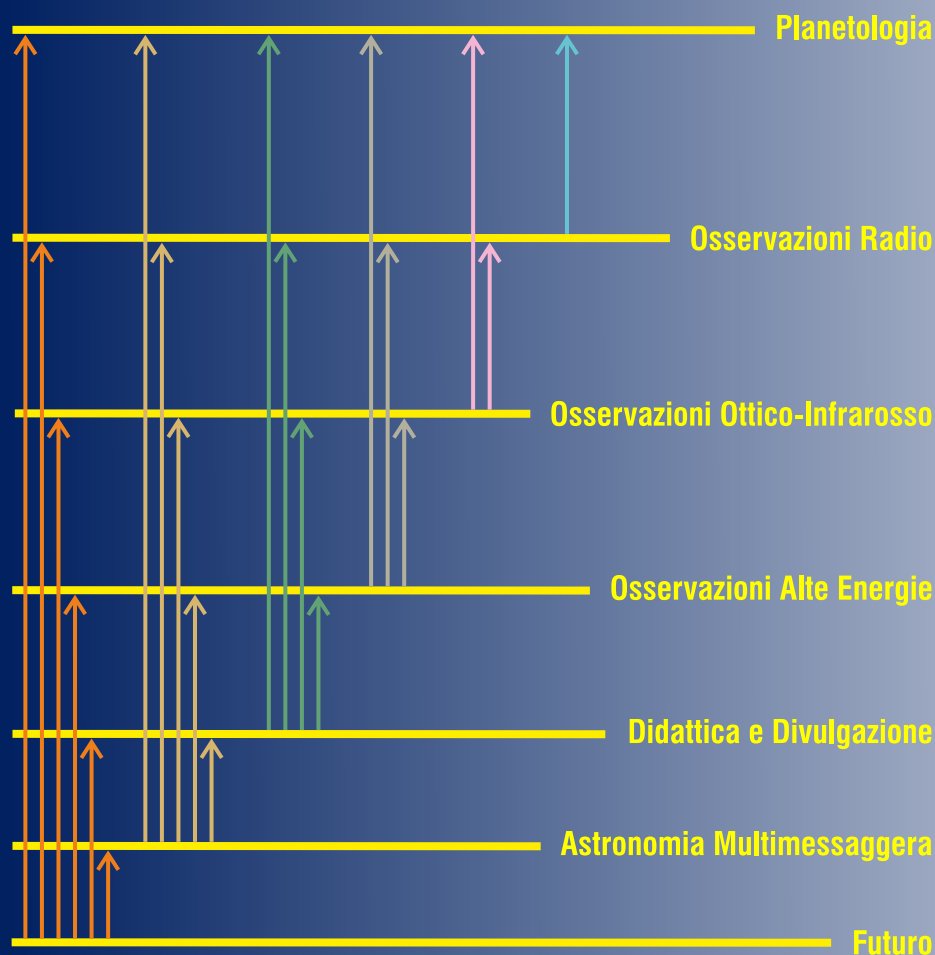 Planetologia
Osservazioni Radio
Osservazioni Ottico-Infrarosso
Osservazioni Alte Energie
Didattica e Divulgazione
Astronomia Multimessaggera
Futuro